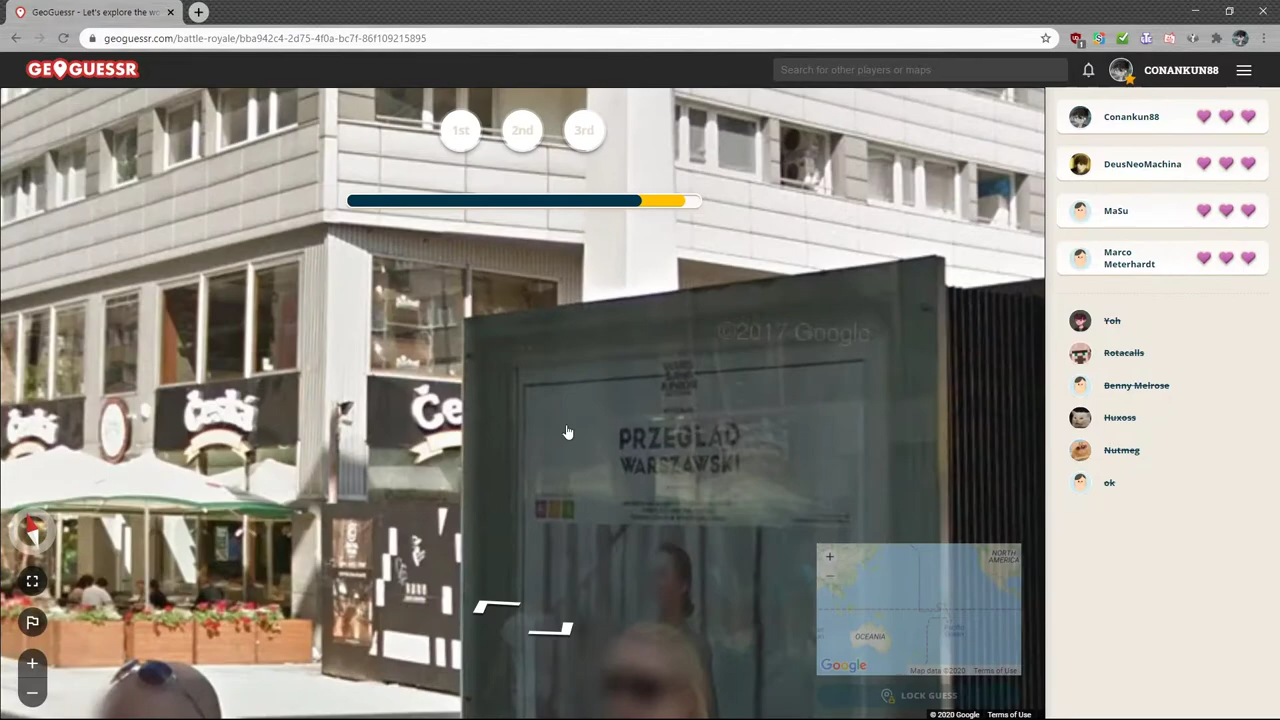 GeoGuessr - Let's explore the wo
geoguessr.com/battle-royale/bba942c4-2d75-4f0a-bc7f-86f109215895
GEOGUESSR
Search for other players or maps
CONANKUN88
1st
2nd
3rd
Conankun88
DeusNeoMachina
MaSu
Marco
Meterhardt
Yoh
Rotacalls
Benny Melrose
Huxoss
Nutmeg
ok
©2017 Google
PRZEGLĄD
WARSZAWSKI
Český
Če
NORTH
AMERICA
OCEANIA
Google
Map data ©2020
Terms of Use
LOCK GUESS
© 2020 Google
Terms of Use